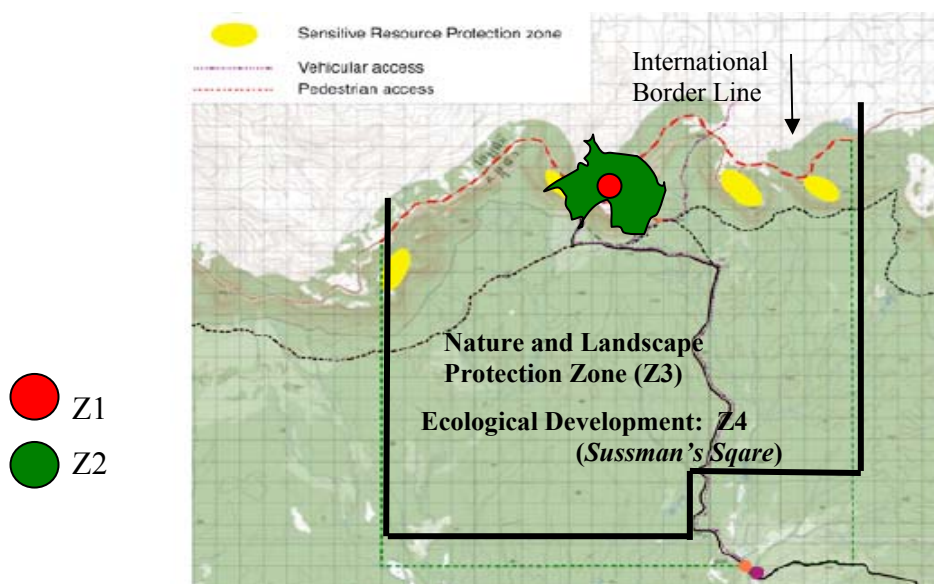 Sensitive Resource Protection zone
Vehicular access
Pedestrian access
International
Border Line
Nature and Landscape
Protection Zone (Z3)
Ecological Development: Z4
(Sussman's Sqare)
Z1
Z2